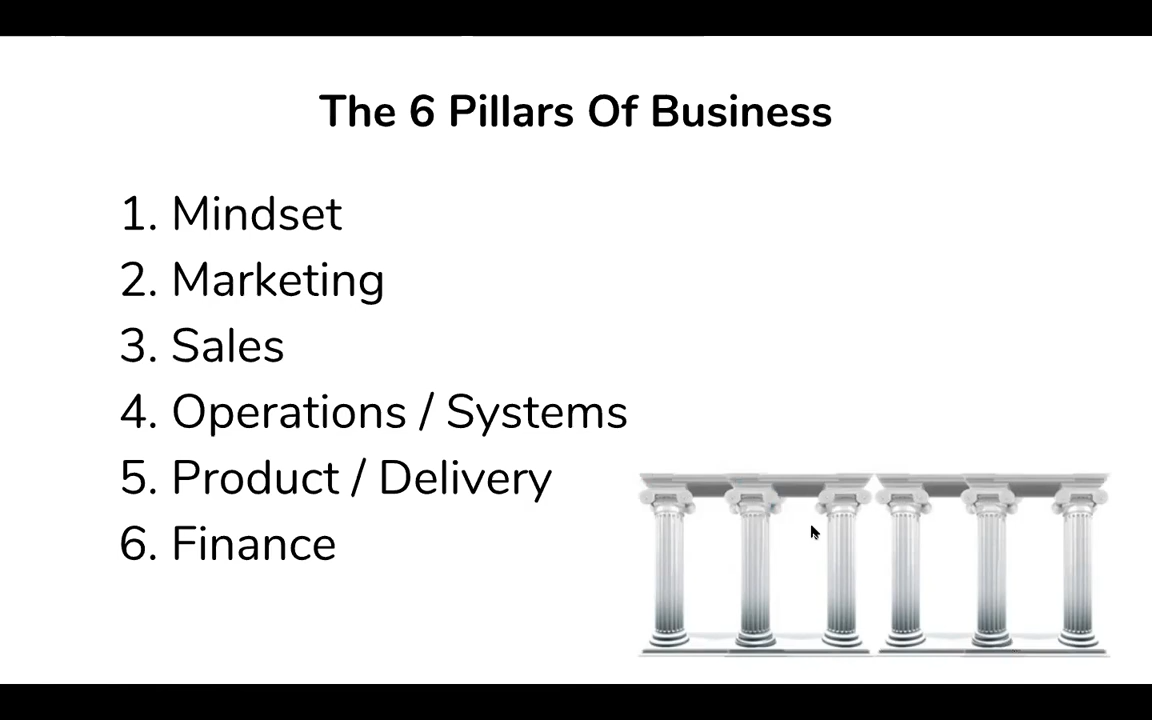 The 6 Pillars Of Business
1. Mindset
2. Marketing
3. Sales
4. Operations / Systems
5. Product / Delivery
6. Finance